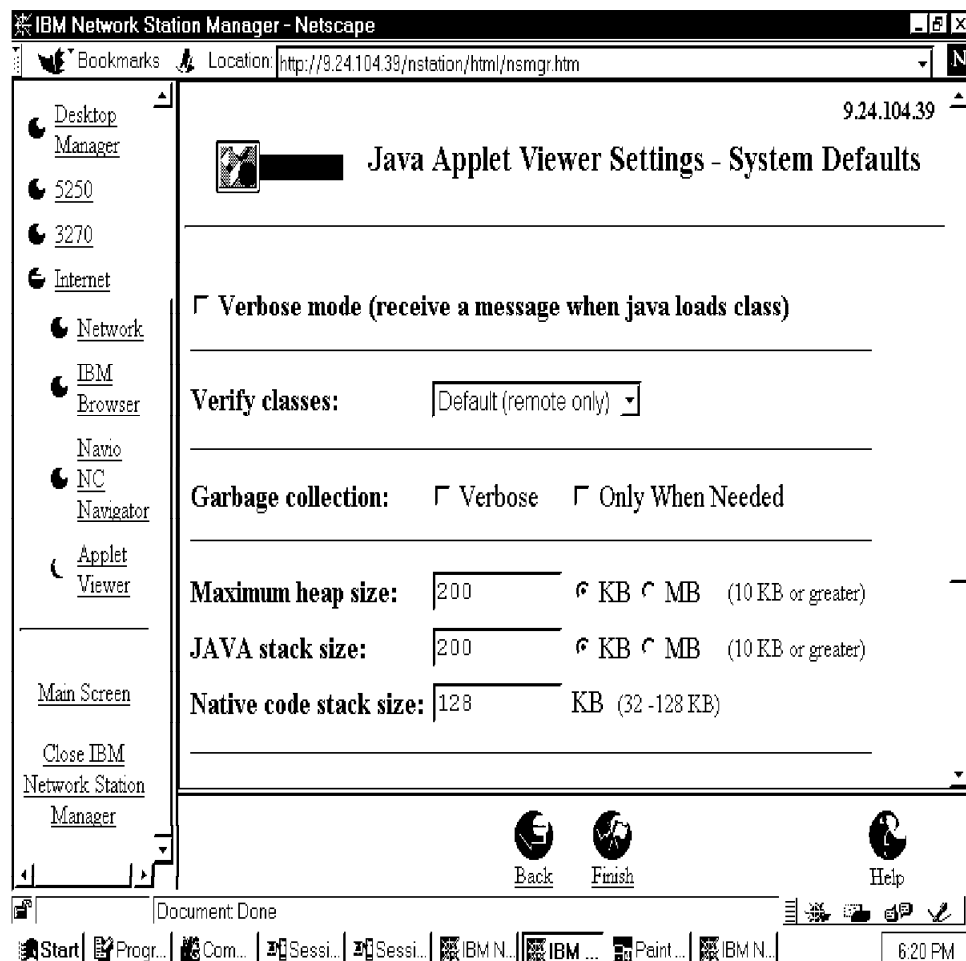 IBM Network Station Manager - Netscape
Bookmarks Location: http://9.24.104.39/nstation/html/nsmgr.htm N
Desktop
Manager
5250
3270
Internet
Network
IBM
Browser
Navio
NC
Navigator
Applet
Viewer
Main Screen
Close IBM
Network Station
Manager
9.24.104.39
Java Applet Viewer Settings - System Defaults
Verbose mode (receive a message when java loads class)
Verify classes: Default (remote only)
Garbage collection: Verbose Only When Needed
Maximum heap size: 200 KB MB (10 KB or greater)
JAVA stack size: 200 KB MB (10 KB or greater)
Native code stack size: 128 KB (32 -128 KB)
Back Finish Help
Document: Done
Start Progr... Com... Sessi... Sessi... IBM N... IBM ... Paint ... IBM N... 6:20 PM